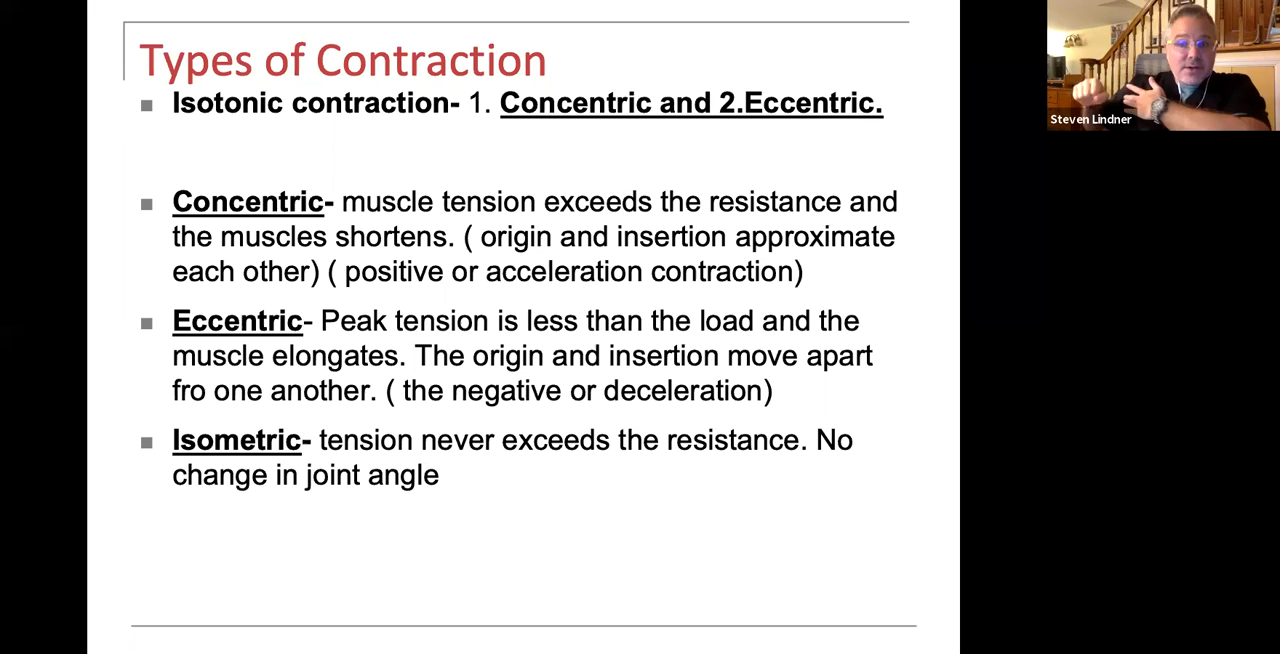 Types of Contraction
Isotonic contraction- 1. Concentric and 2.Eccentric.
Concentric- muscle tension exceeds the resistance and
the muscles shortens. ( origin and insertion approximate
each other) ( positive or acceleration contraction)
Eccentric- Peak tension is less than the load and the
muscle elongates. The origin and insertion move apart
fro one another. ( the negative or deceleration)
Isometric- tension never exceeds the resistance. No
change in joint angle
Steven Lindner